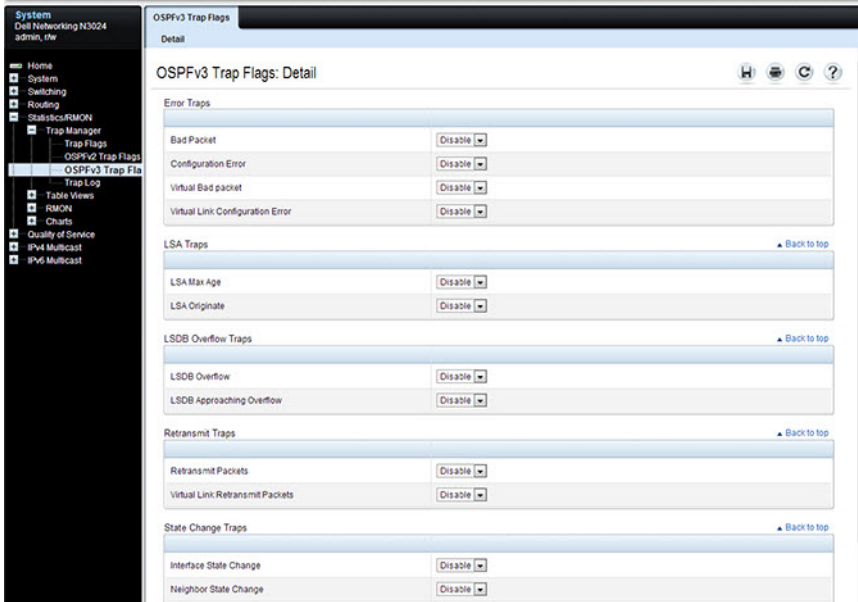 System
Dell Networking N3024
admin, r/w
Home
System
Switching
Routing
Statistics/RMON
Trap Manager
Trap Flags
OSPFv2 Trap Flags
OSPFv3 Trap Fla
Trap Log
Table Views
RMON
Charts
Quality of Service
IPv4 Multicast
IPv6 Multicast
OSPFv3 Trap Flags
Detail
OSPFv3 Trap Flags: Detail
Error Traps
Bad Packet Disable
Configuration Error Disable
Virtual Bad packet Disable
Virtual Link Configuration Error Disable
LSA Traps Back to top
LSA Max Age Disable
LSA Originate Disable
LSDB Overflow Traps Back to top
LSDB Overflow Disable
LSDB Approaching Overflow Disable
Retransmit Traps Back to top
Retransmit Packets Disable
Virtual Link Retransmit Packets Disable
State Change Traps Back to top
Interface State Change Disable
Neighbor State Change Disable